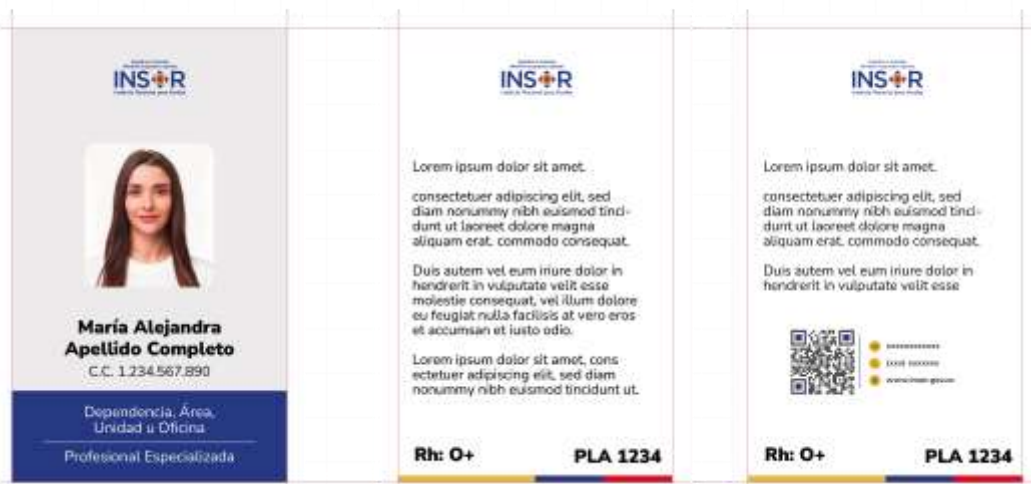 INSOR
María Alejandra
Apellido Completo
C.C. 1.234.567.890
Dependencia, Área,
Unidad u Oficina
Profesional Especializada
INSOR
Lorem ipsum dolor sit amet,
consectetuer adipiscing elit, sed
diam nonummy nibh euismod tinci-
dunt ut laoreet dolore magna
aliquam erat. commodo consequat.
Duis autem vel eum iriure dolor in
hendrerit in vulputate velit esse
molestie consequat, vel illum dolore
eu feugiat nulla facilisis at vero eros
et accumsan et iusto odio.
Lorem ipsum dolor sit amet, cons
ectetuer adipiscing elit, sed diam
nonummy nibh euismod tincidunt ut.
Rh: O+
PLA 1234
INSOR
Lorem ipsum dolor sit amet,
consectetuer adipiscing elit, sed
diam nonummy nibh euismod tinci-
dunt ut laoreet dolore magna
aliquam erat. commodo consequat.
Duis autem vel eum iriure dolor in
hendrerit in vulputate velit esse
Rh: O+
PLA 1234